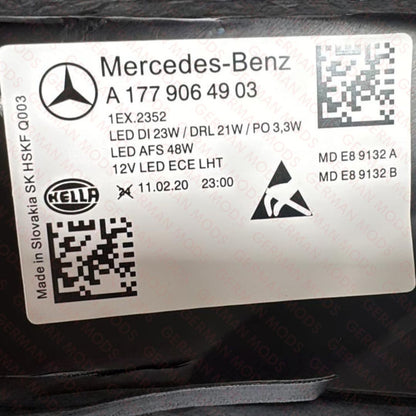 Mercedes-Benz
A 177 906 49 03
1EX.2352
LED DI 23W / DRL 21W / PO 3,3W
LED AFS 48W
12V LED ECE LHT
MD E8 9132 A
MD E8 9132 B
HELLA
11.02.20 23:00
Made in Slovakia SK HSKF Q003
GERMAN MODS